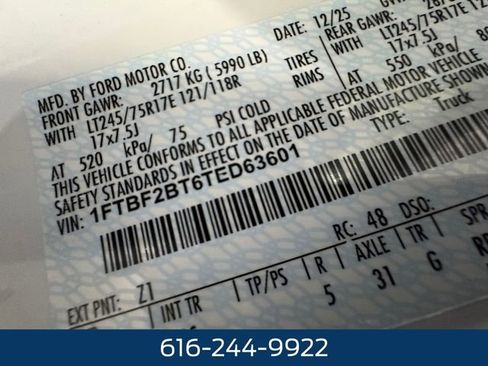 MFD. BY FORD MOTOR CO. 12/25
FRONT GAWR: 2717 KG ( 5990 LB) REAR GAWR:
WITH LT245/75R17E 121/118R TIRES LT245/75R17E
17x7.5J RIMS 17x7.5J
AT 520 kPa/ 75 PSI COLD AT 550 kPa/
THIS VEHICLE CONFORMS TO ALL APPLICABLE FEDERAL MOTOR VEHICLE
SAFETY STANDARDS IN EFFECT ON THE DATE OF MANUFACTURE SHOWN
VIN: 1FTBF2BT6TED63601 TYPE: Truck
EXT PNT: Z1 RC: 48 DSO:
INT TR TP/PS R AXLE TR SPR
5 31 G
616-244-9922